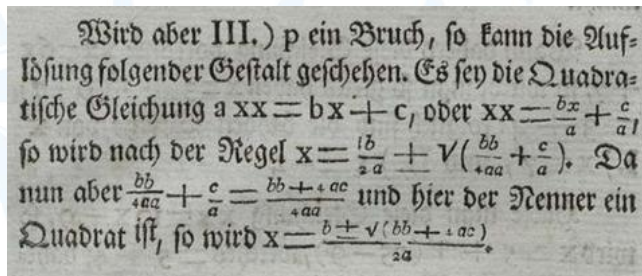 Wird aber III.) p ein Bruch, so kann die Auf=
lösung folgender Gestalt geschehen. Es sey die Quadra=
tische Gleichung a xx = bx + c, oder xx = bx/a + c/a,
so wird nach der Regel x = 1b/2a ± √(bb/4aa + c/a). Da
nun aber bb/4aa + c/a = bb + 4ac/4aa und hier der Nenner ein
Quadrat ist, so wird x = b ± √(bb + 4ac)/2a.